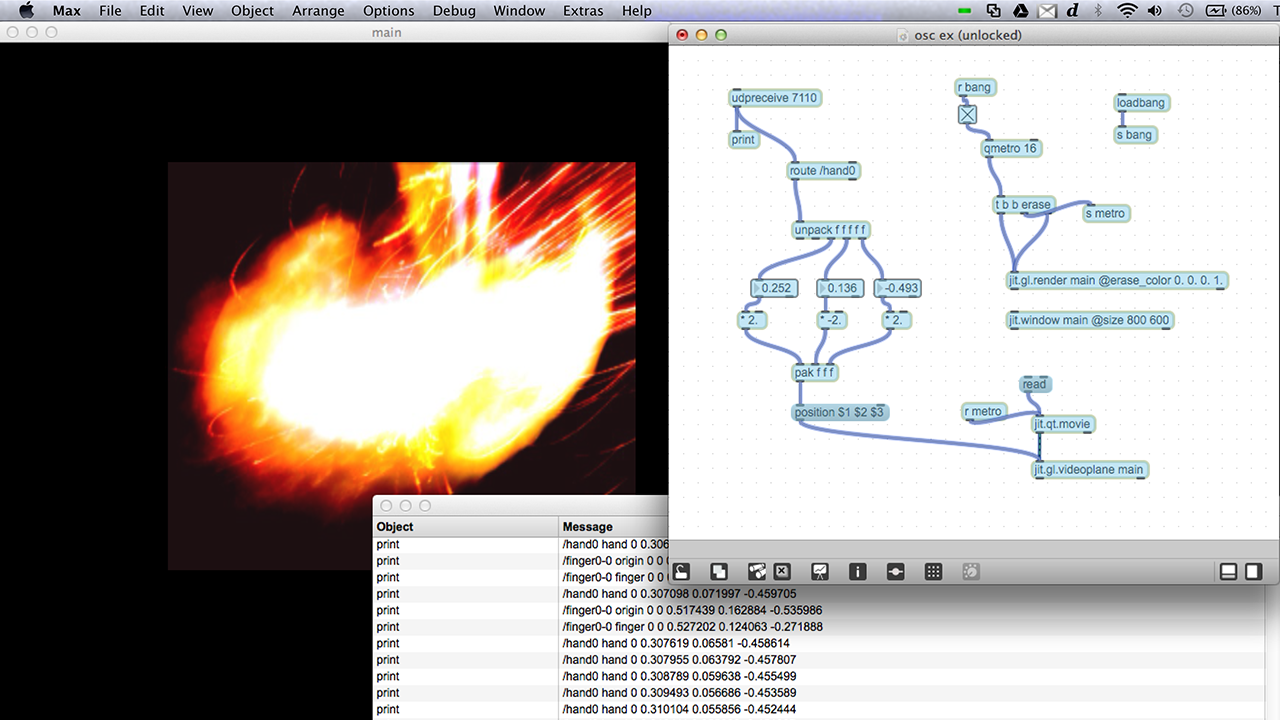 Max File Edit View Object Arrange Options Debug Window Extras Help
(86%)
main
osc ex (unlocked)
udpreceive 7110
print
route /hand0
unpack f f f f f
0.252
0.136
-0.493
* 2.
* -2.
* 2.
pak f f f
position $1 $2 $3
r bang
qmetro 16
t b b erase
s metro
loadbang
s bang
jit.gl.render main @erase_color 0. 0. 0. 1.
jit.window main @size 800 600
read
r metro
jit.qt.movie
jit.gl.videoplane main
Object Message
print /hand0 hand 0 0.306
print /finger0-0 origin 0 0
print /finger0-0 finger 0 0
print /hand0 hand 0 0.307098 0.071997 -0.459705
print /finger0-0 origin 0 0 0.517439 0.162884 -0.535986
print /finger0-0 finger 0 0 0.527202 0.124063 -0.271888
print /hand0 hand 0 0.307619 0.06581 -0.458614
print /hand0 hand 0 0.307955 0.063792 -0.457807
print /hand0 hand 0 0.308789 0.059638 -0.455499
print /hand0 hand 0 0.309493 0.056686 -0.453589
print /hand0 hand 0 0.310104 0.055856 -0.452444